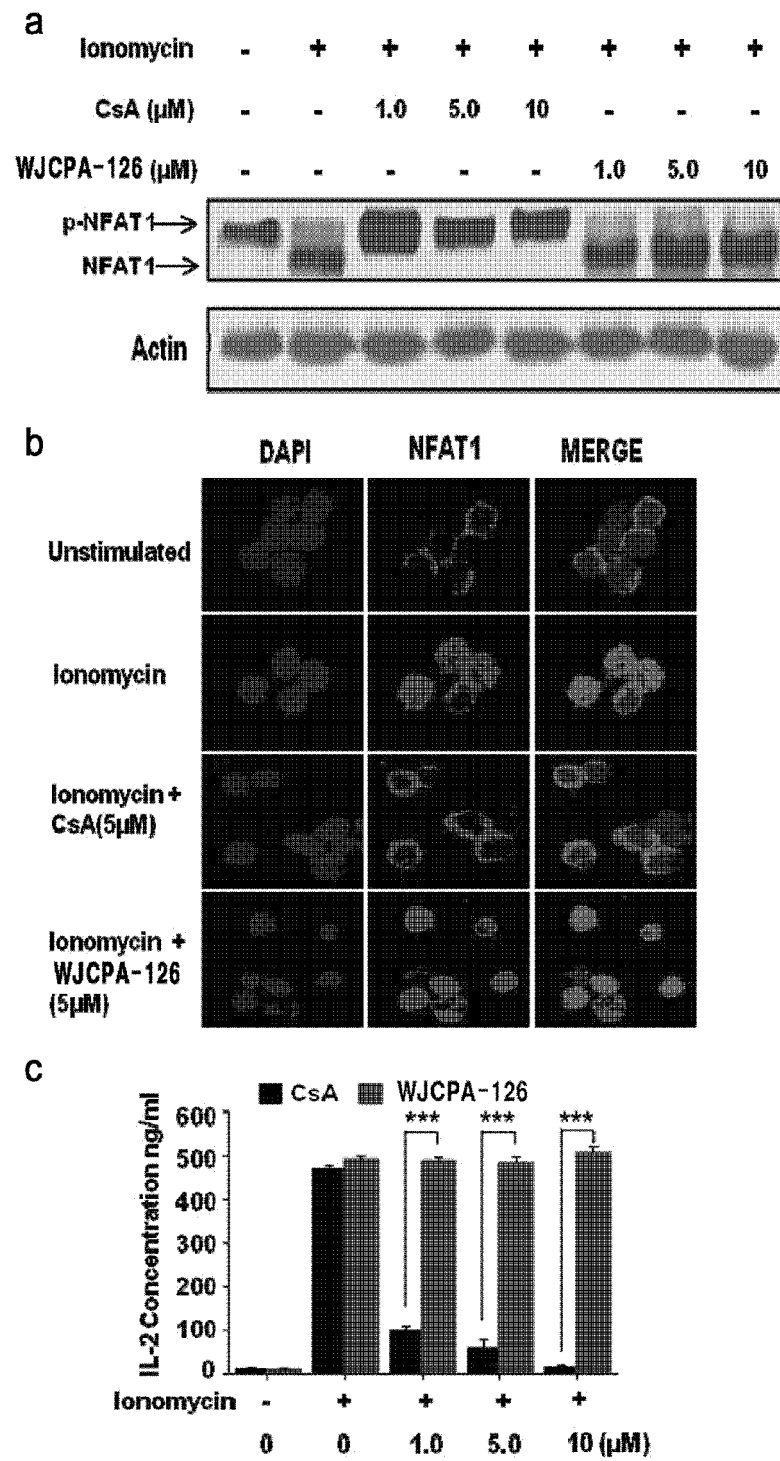 a
Ionomycin - + + + + + + +
CsA (µM) - - 1.0 5.0 10 - - -
WJCPA-126 (µM) - - - - - 1.0 5.0 10
p-NFAT1
NFAT1
Actin
b
DAPI NFAT1 MERGE
Unstimulated
Ionomycin
Ionomycin +
CsA(5µM)
Ionomycin +
WJCPA-126
(5µM)
c
CsA WJCPA-126
IL-2 Concentration ng/ml
600
500
400
300
200
100
0
*** *** ***
Ionomycin - + + + +
0 0 1.0 5.0 10 (µM)